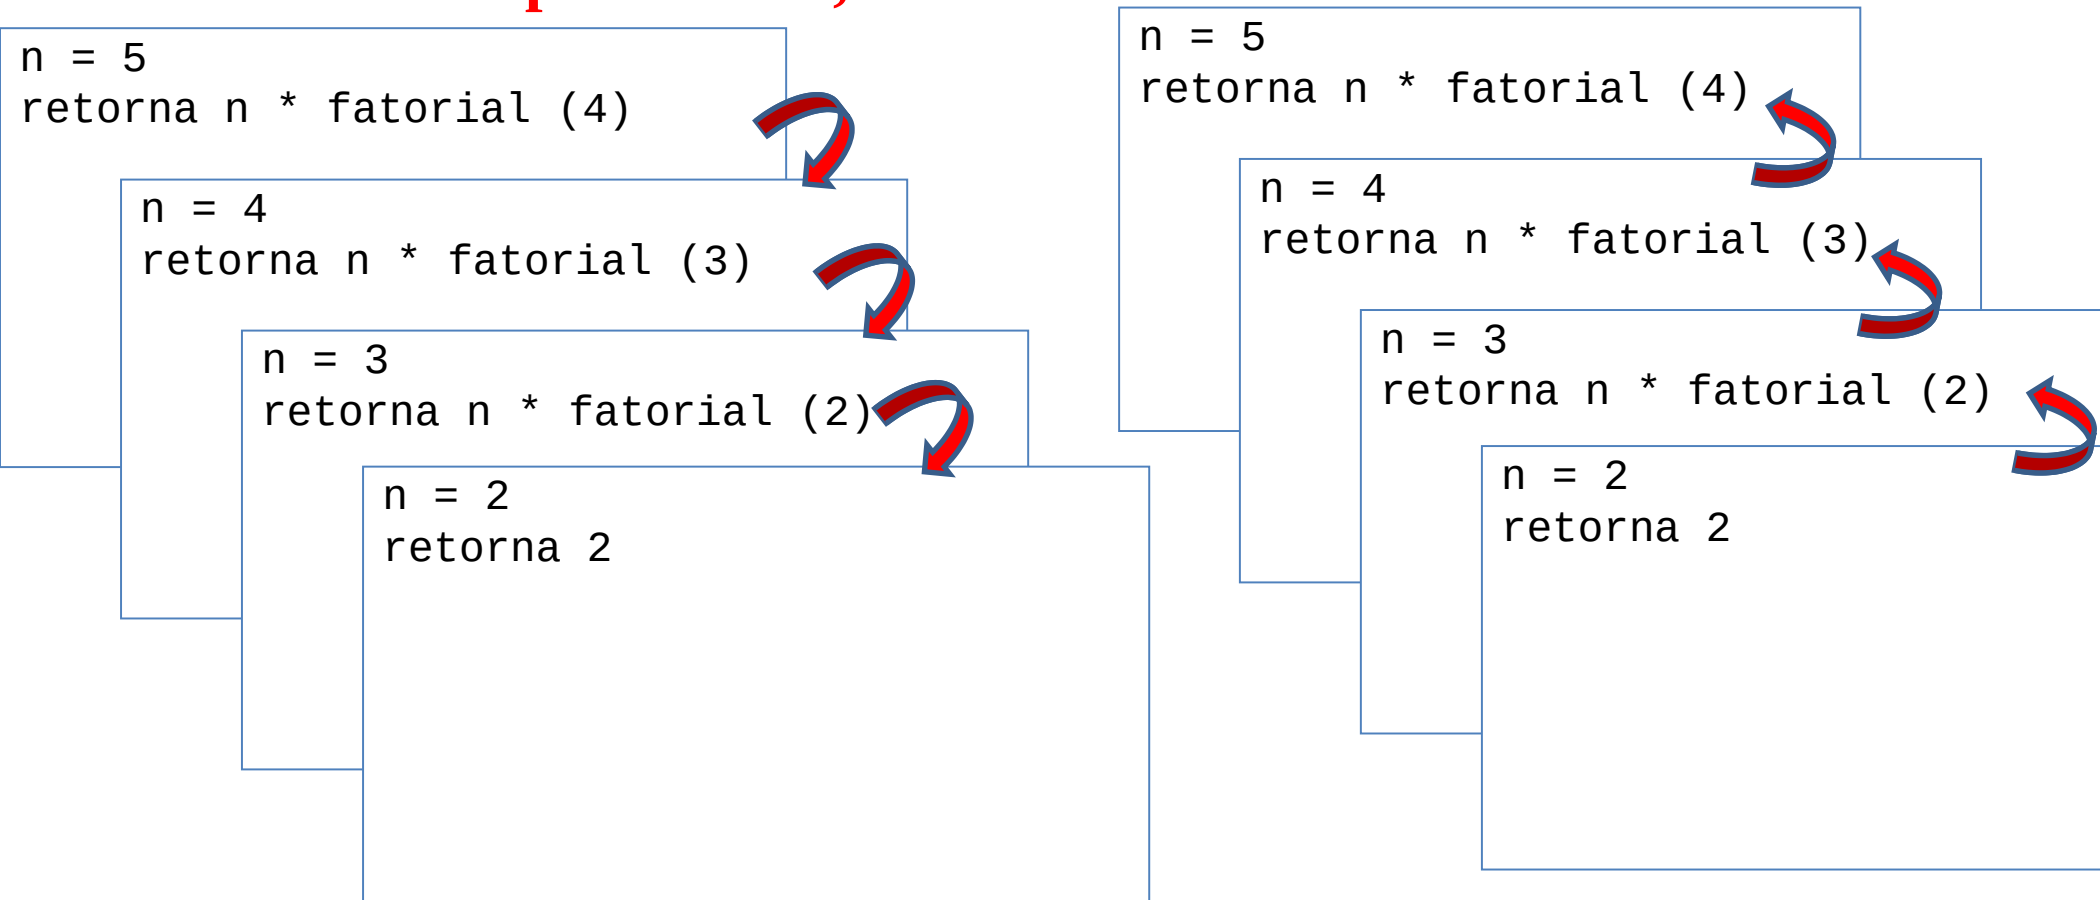 n = 5
retorna n * fatorial (4)
n = 4
retorna n * fatorial (3)
n = 3
retorna n * fatorial (2)
n = 2
retorna 2
n = 5
retorna n * fatorial (4)
n = 4
retorna n * fatorial (3)
n = 3
retorna n * fatorial (2)
n = 2
retorna 2